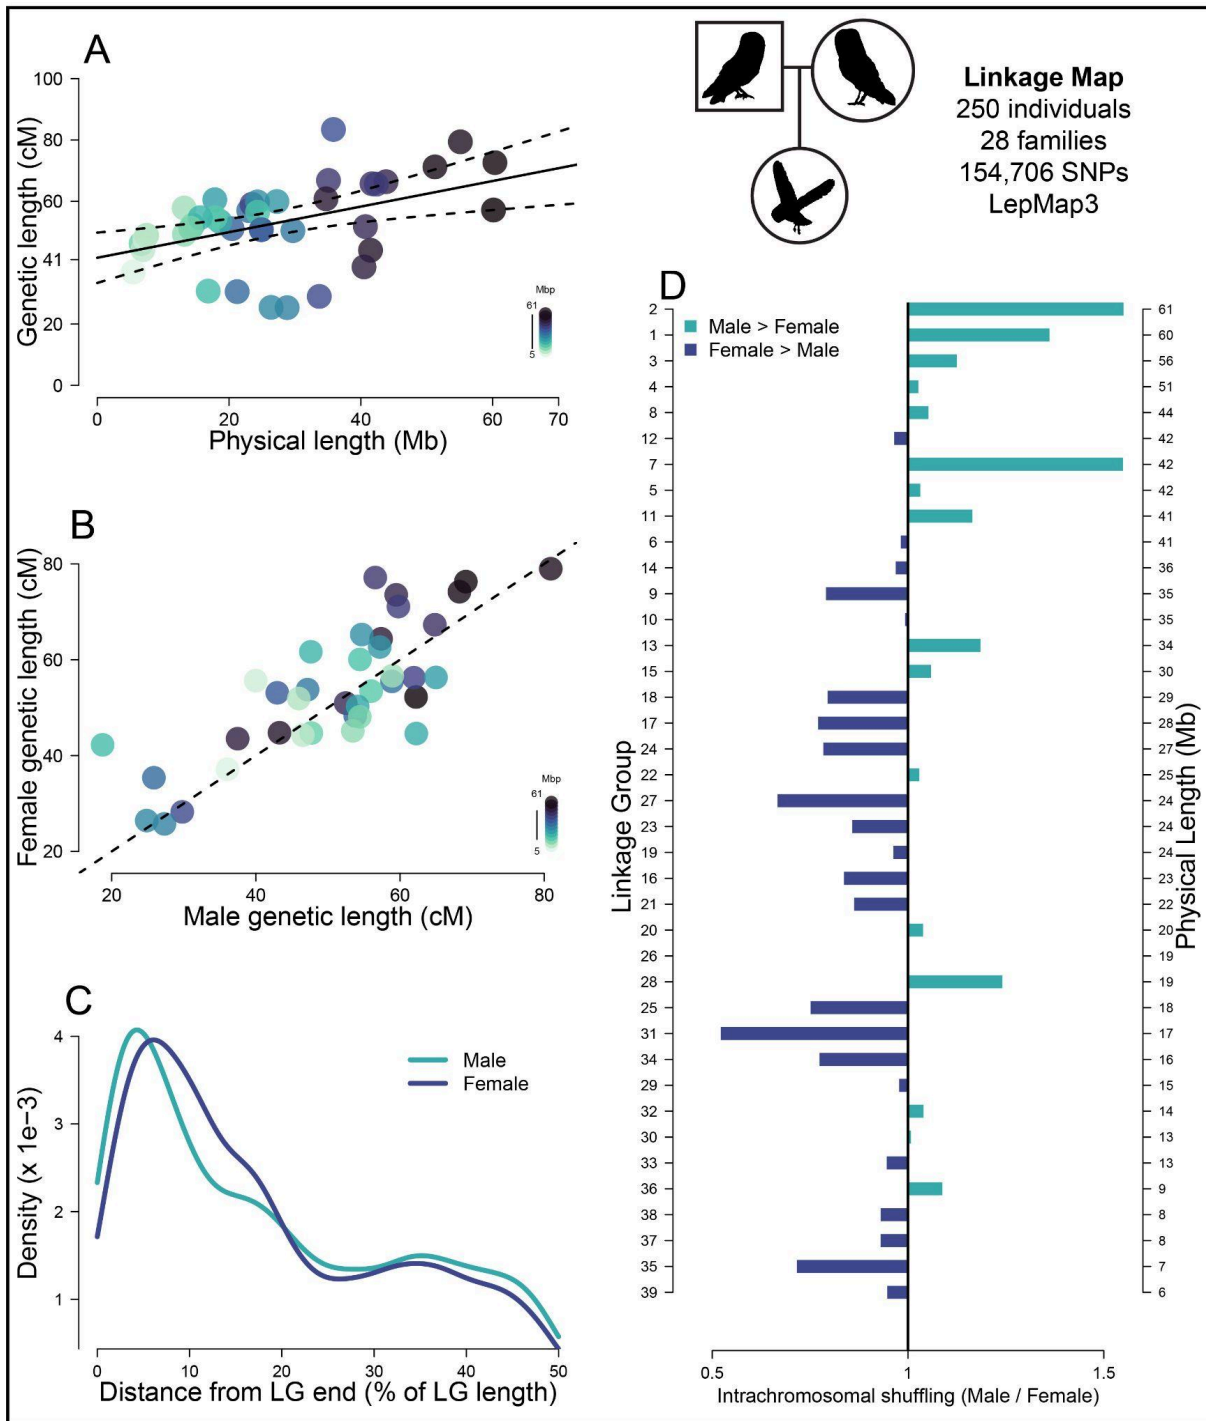 A
100
80
60
41
20
0
Genetic length (cM)
0 20 40 60 70
Physical length (Mb)
Mbp
61
5
Linkage Map
250 individuals
28 families
154,706 SNPs
LepMap3
B
80
60
40
20
Female genetic length (cM)
20 40 60 80
Male genetic length (cM)
Mbp
61
5
C
4
3
2
1
Density (x 1e−3)
Male
Female
0 10 20 30 40 50
Distance from LG end (% of LG length)
D
Male > Female
Female > Male
Linkage Group
Physical Length (Mb)
2 61
1 60
3 56
4 51
8 44
12 42
7 42
5 42
11 41
6 41
14 36
9 35
10 35
13 34
15 30
18 29
17 28
24 27
22 25
27 24
23 24
19 24
16 23
21 22
20 20
26 19
28 19
25 18
31 17
34 16
29 15
32 14
30 13
33 13
36 9
38 8
37 8
35 7
39 6
0.5 1 1.5
Intrachromosomal shuffling (Male / Female)